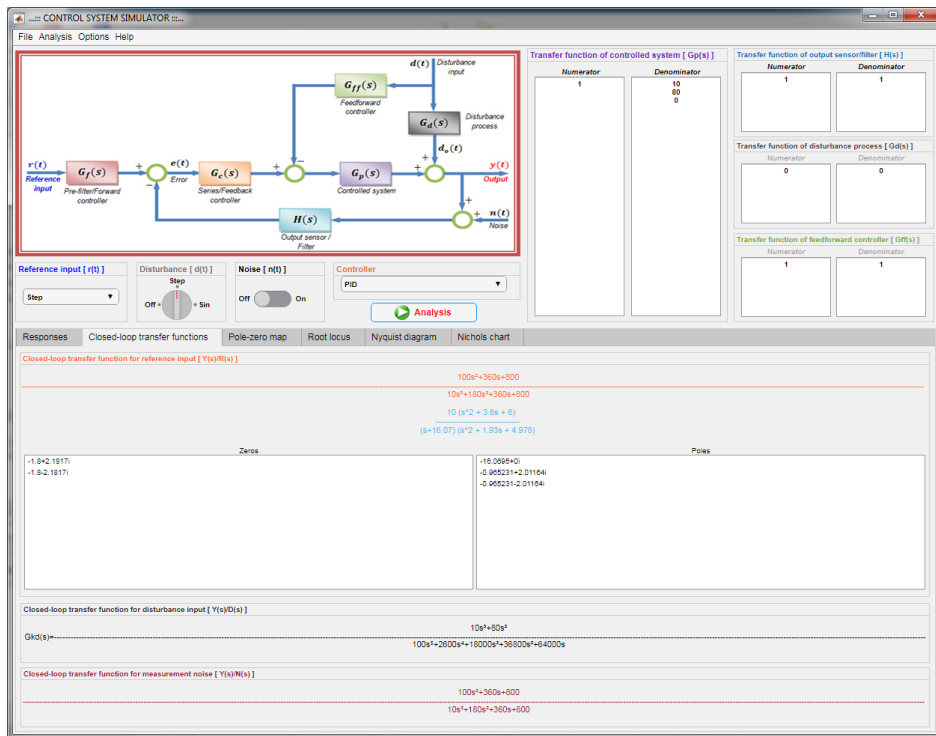 ...::: CONTROL SYSTEM SIMULATOR :::...
File Analysis Options Help
d(t) Disturbance input
G_ff(s)
Feedforward controller
G_d(s)
Disturbance process
d_o(t)
r(t)
Reference input
G_f(s)
Pre-filter/Forward controller
+
−
e(t)
Error
G_c(s)
Series/Feedback controller
+
−
G_p(s)
Controlled system
+
+
y(t)
Output
H(s)
Output sensor / Filter
+
+
n(t)
Noise
Transfer function of controlled system [ Gp(s) ]
Numerator Denominator
1 10
80
0
Transfer function of output sensor/filter [ H(s) ]
Numerator Denominator
1 1
Transfer function of disturbance process [ Gd(s) ]
Numerator Denominator
0 0
Transfer function of feedforward controller [ Gff(s) ]
Numerator Denominator
1 1
Reference input [ r(t) ]
Step
Disturbance [ d(t) ]
Step
Off Sin
Noise [ n(t) ]
Off On
Controller
PID
Analysis
Responses Closed-loop transfer functions Pole-zero map Root locus Nyquist diagram Nichols chart
Closed-loop transfer function for reference input [ Y(s)/R(s) ]
100s²+360s+800
10s³+180s²+360s+800
10 (s^2 + 3.6s + 8)
(s+16.07) (s^2 + 1.93s + 4.978)
Zeros Poles
-1.8+2.1817i
-1.8-2.1817i
-16.0695+0i
-0.965231+2.01164i
-0.965231-2.01164i
Closed-loop transfer function for disturbance input [ Y(s)/D(s) ]
10s³+80s²
Gkd(s)=
100s⁵+2600s⁴+18000s³+36800s²+64000s
Closed-loop transfer function for measurement noise [ Y(s)/N(s) ]
100s²+360s+800
10s³+180s²+360s+800